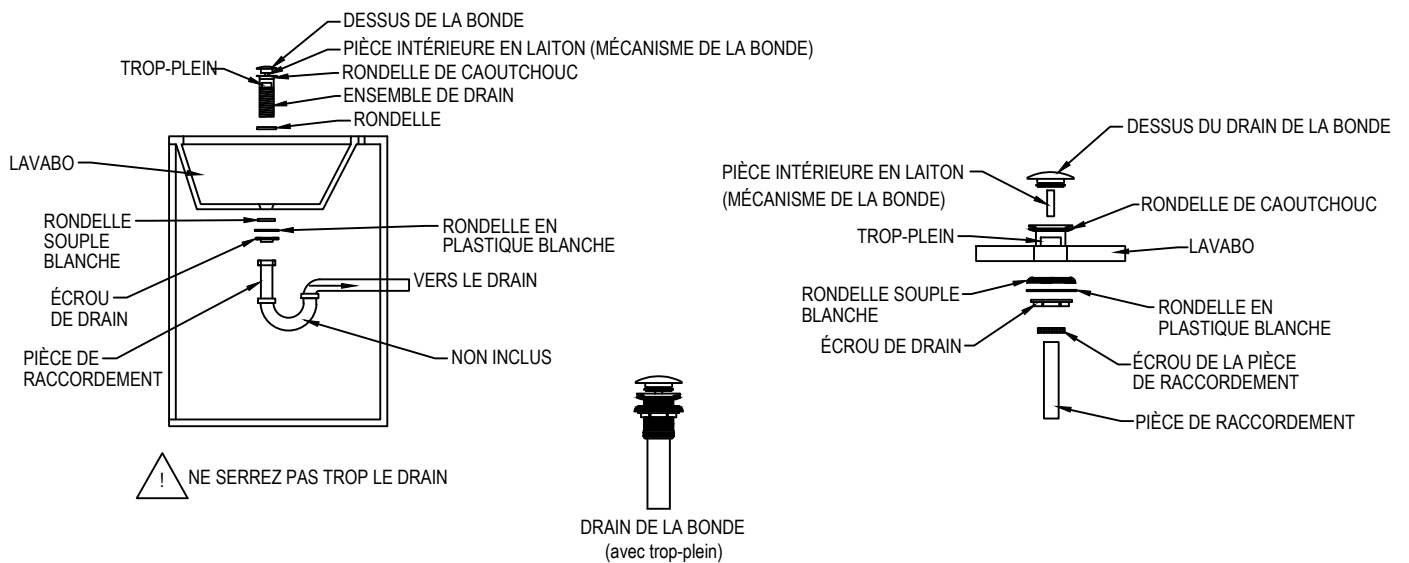 DESSUS DE LA BONDE
PIÈCE INTÉRIEURE EN LAITON (MÉCANISME DE LA BONDE)
TROP-PLEIN
RONDELLE DE CAOUTCHOUC
ENSEMBLE DE DRAIN
RONDELLE
LAVABO
RONDELLE
SOUPLE
BLANCHE
RONDELLE EN
PLASTIQUE BLANCHE
VERS LE DRAIN
ÉCROU
DE DRAIN
PIÈCE DE
RACCORDEMENT
NON INCLUS
! NE SERREZ PAS TROP LE DRAIN
DRAIN DE LA BONDE
(avec trop-plein)
DESSUS DU DRAIN DE LA BONDE
PIÈCE INTÉRIEURE EN LAITON
(MÉCANISME DE LA BONDE)
RONDELLE DE CAOUTCHOUC
TROP-PLEIN
LAVABO
RONDELLE SOUPLE
BLANCHE
RONDELLE EN
PLASTIQUE BLANCHE
ÉCROU DE DRAIN
ÉCROU DE LA PIÈCE
DE RACCORDEMENT
PIÈCE DE RACCORDEMENT